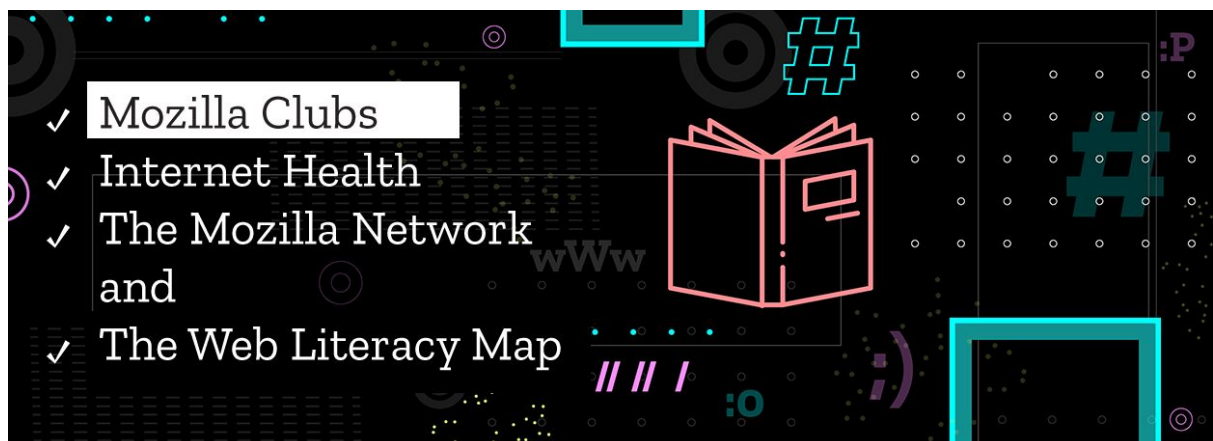 ✓ Mozilla Clubs
✓ Internet Health
✓ The Mozilla Network
and
✓ The Web Literacy Map
wWw
#
:P
#
// // /
:O
;)